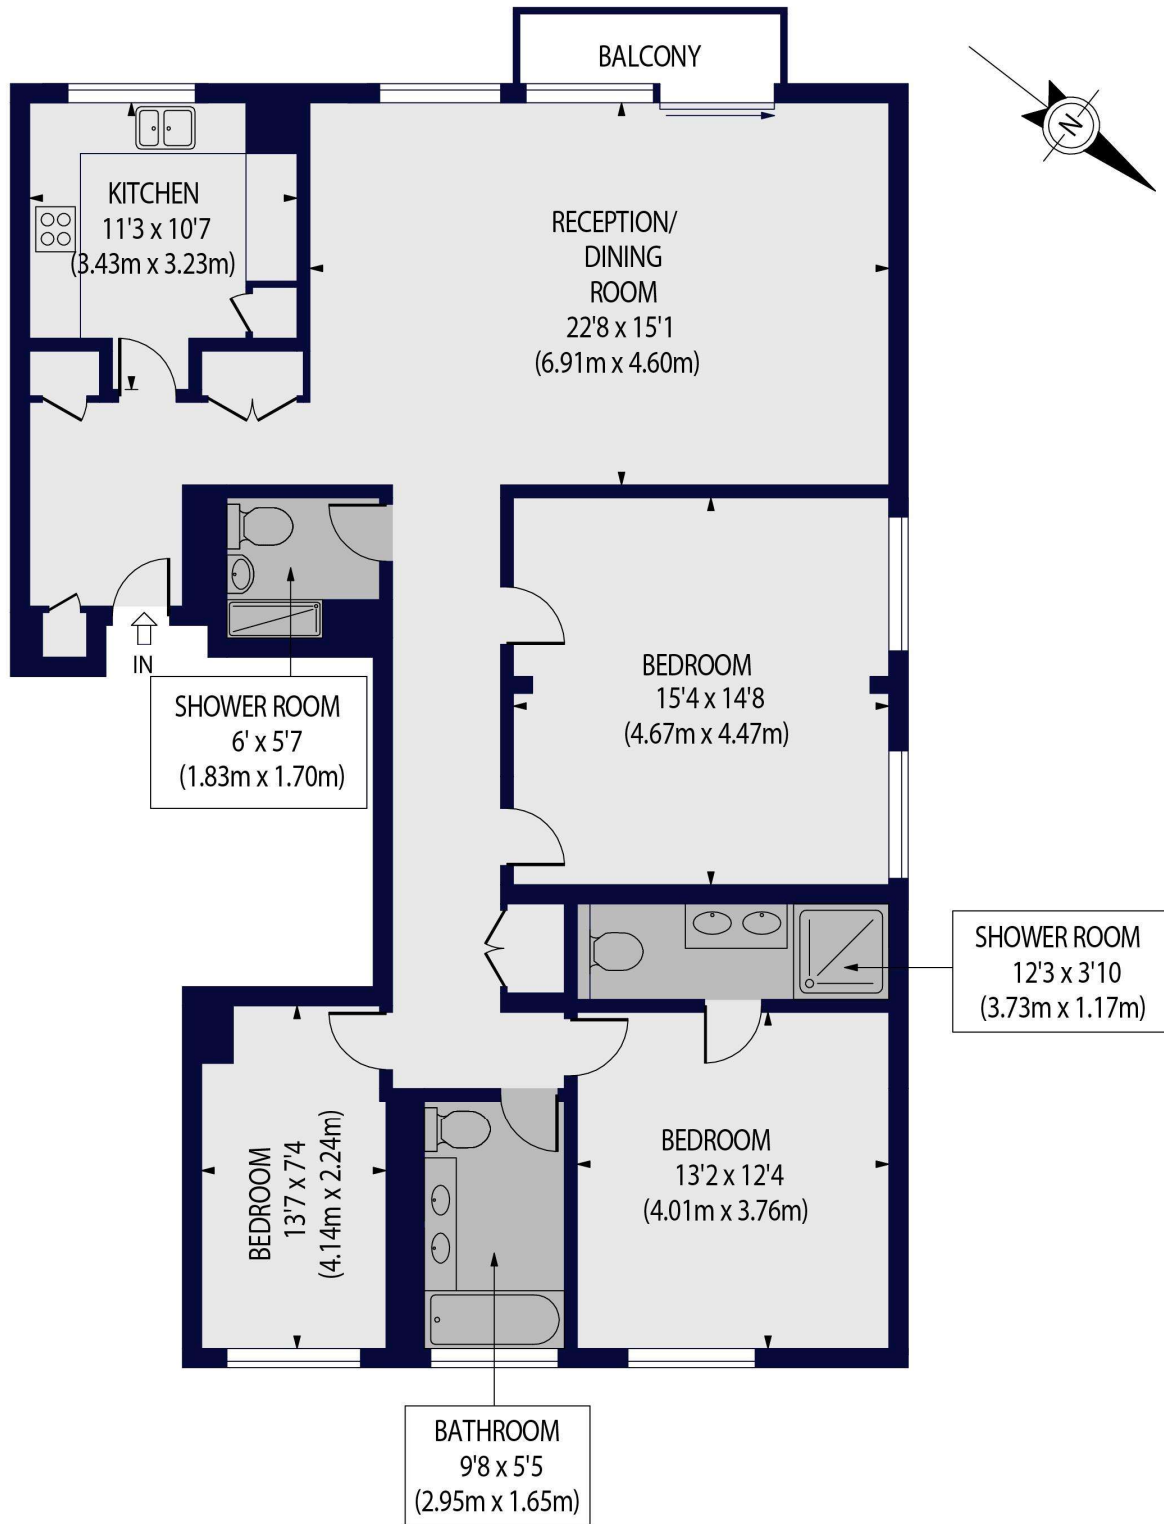 BALCONY
N
KITCHEN
11'3 x 10'7
(3.43m x 3.23m)
RECEPTION/
DINING
ROOM
22'8 x 15'1
(6.91m x 4.60m)
IN
SHOWER ROOM
6' x 5'7
(1.83m x 1.70m)
BEDROOM
15'4 x 14'8
(4.67m x 4.47m)
SHOWER ROOM
12'3 x 3'10
(3.73m x 1.17m)
BEDROOM
13'7 x 7'4
(4.14m x 2.24m)
BEDROOM
13'2 x 12'4
(4.01m x 3.76m)
BATHROOM
9'8 x 5'5
(2.95m x 1.65m)